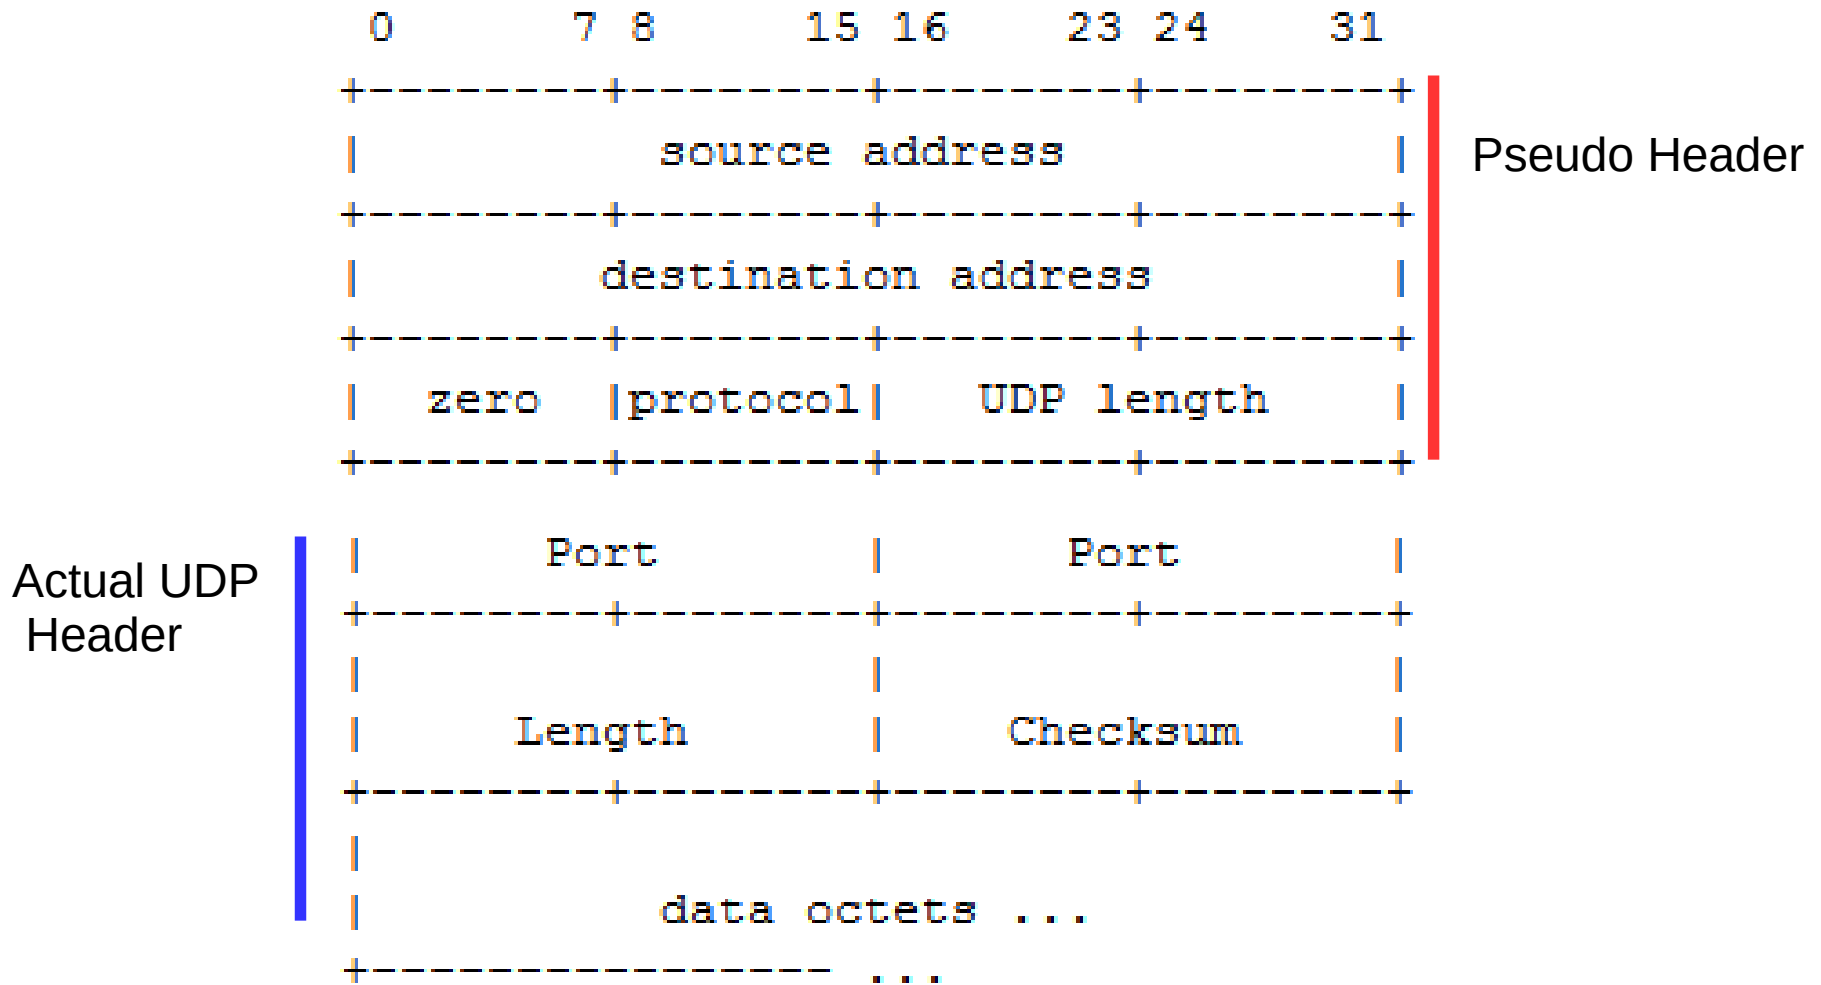 0 7 8 15 16 23 24 31
+--------+--------+--------+--------+
| source address |
Pseudo Header
+--------+--------+--------+--------+
| destination address |
+--------+--------+--------+--------+
| zero |protocol| UDP length |
+--------+--------+--------+--------+
| Port | Port |
Actual UDP
Header
+--------+--------+--------+--------+
| | |
| Length | Checksum |
+--------+--------+--------+--------+
|
| data octets ...
+---------------- ...